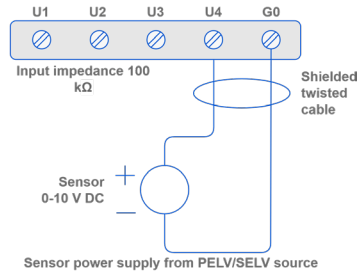 U1 U2 U3 U4 G0
Input impedance 100
kΩ
Shielded
twisted
cable
Sensor
0-10 V DC
+
–
Sensor power supply from PELV/SELV source